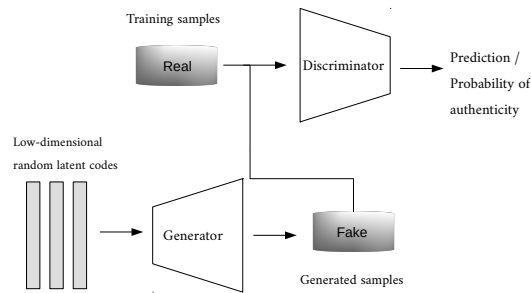 Training samples
Real
Discriminator
Prediction /
Probability of
authenticity
Low-dimensional
random latent codes
Generator
Fake
Generated samples